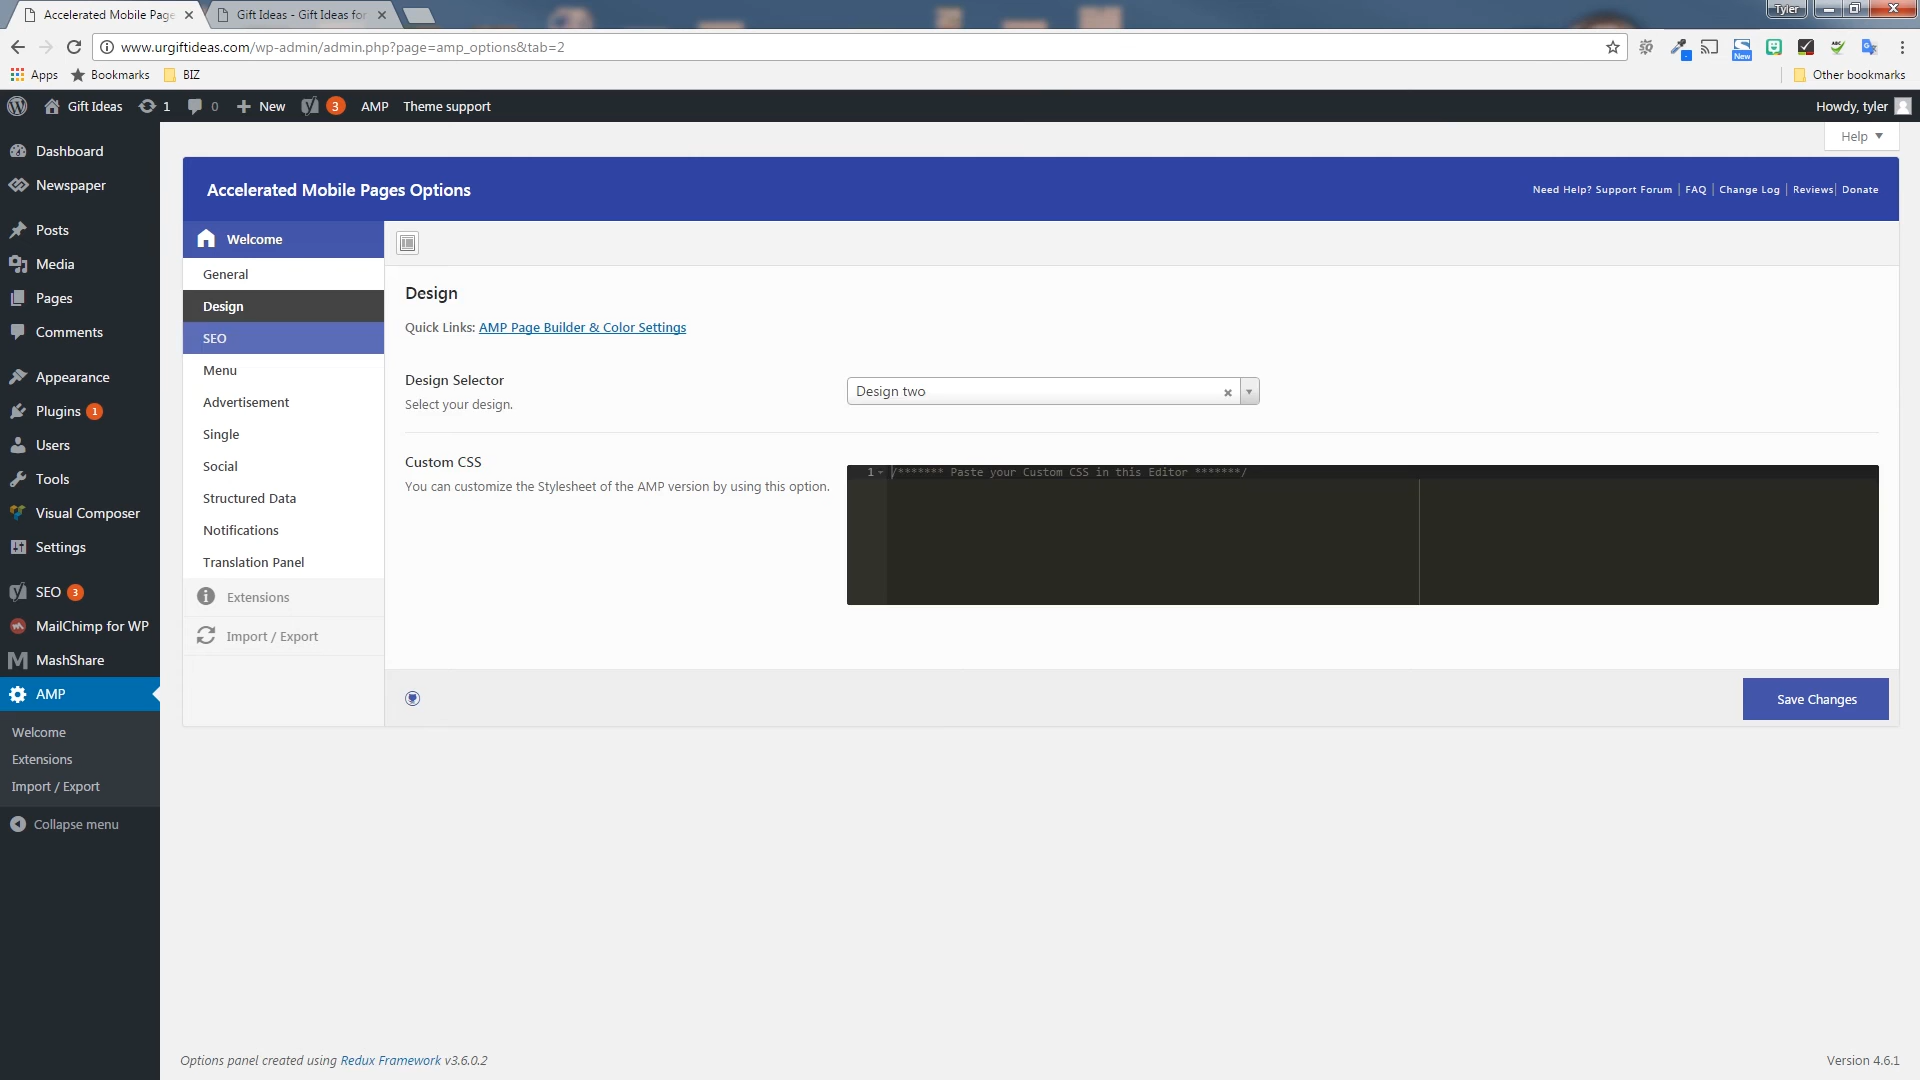 Accelerated Mobile Page
Gift Ideas - Gift Ideas for
Tyler
www.urgiftideas.com/wp-admin/admin.php?page=amp_options&tab=2
New
Apps
Bookmarks
BIZ
Other bookmarks
Gift Ideas
1
0
New
3
AMP
Theme support
Howdy, tyler
Help
Dashboard
Newspaper
Posts
Media
Pages
Comments
Appearance
Plugins 1
Users
Tools
Visual Composer
Settings
SEO 3
MailChimp for WP
MashShare
AMP
Welcome
Extensions
Import / Export
Collapse menu
Accelerated Mobile Pages Options
Need Help? Support Forum | FAQ | Change Log | Reviews | Donate
Welcome
General
Design
SEO
Menu
Advertisement
Single
Social
Structured Data
Notifications
Translation Panel
Extensions
Import / Export
Design
Quick Links: AMP Page Builder & Color Settings
Design Selector
Select your design.
Design two
Custom CSS
You can customize the Stylesheet of the AMP version by using this option.
1
/******* Paste your Custom CSS in this Editor *******/
Save Changes
Options panel created using Redux Framework v3.6.0.2
Version 4.6.1